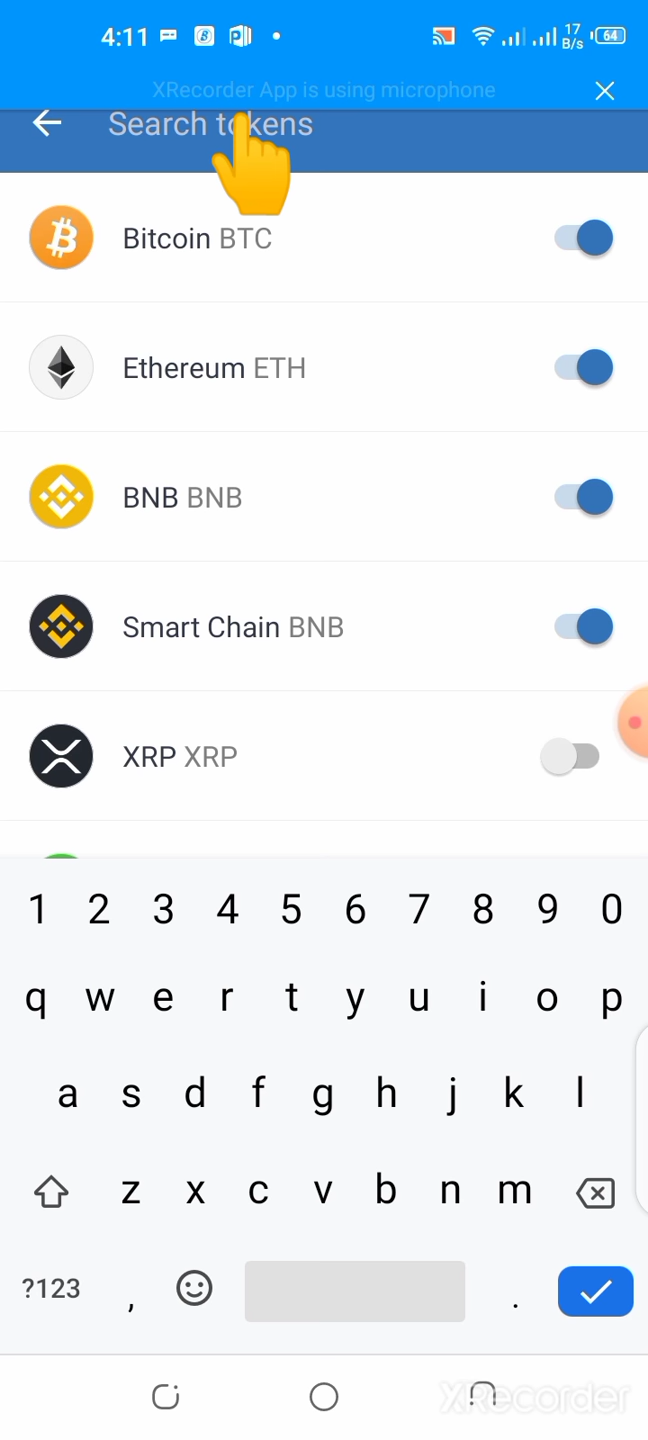 4:11
17
B/s
64
XRecorder App is using microphone
Search tokens
Bitcoin BTC
Ethereum ETH
BNB BNB
Smart Chain BNB
XRP XRP
1 2 3 4 5 6 7 8 9 0
q w e r t y u i o p
a s d f g h j k l
z x c v b n m
?123 , .
XRecorder